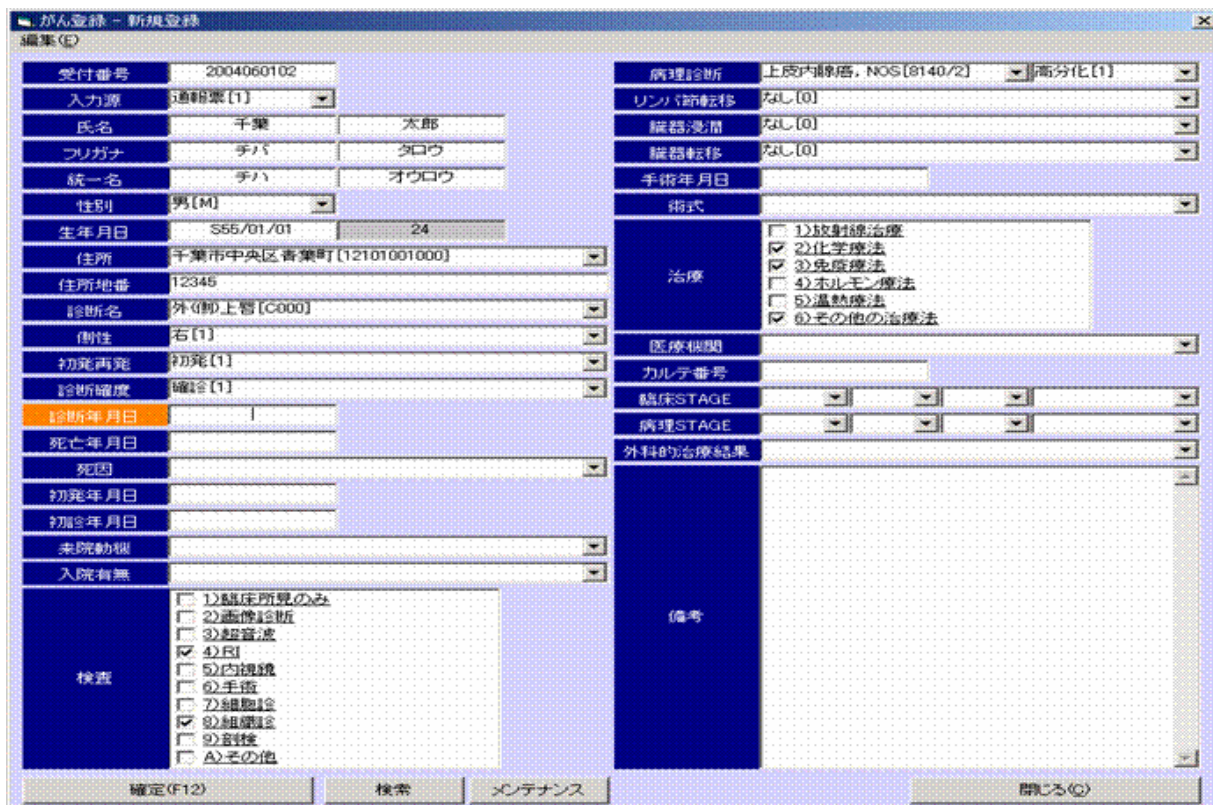 がん登録 - 新規登録
編集(E)
受付番号 2004060102
入力源 通報票[1]
氏名 千葉 太郎
フリガナ チバ タロウ
統一名 チハ オウロウ
性別 男[M]
生年月日 S55/01/01 24
住所 千葉市中央区青葉町[12101001000]
住所地番 12345
診断名 外(側)上唇[C000]
側性 右[1]
初発再発 初発[1]
診断確度 確診[1]
診断年月日
死亡年月日
死因
初発年月日
初診年月日
来院動機
入院有無
検査
1)臨床所見のみ
2)画像診断
3)超音波
4)RI
5)内視鏡
6)手術
7)細胞診
8)組織診
9)剖検
A)その他
病理診断 上皮内腺癌, NOS[8140/2] 高分化[1]
リンパ節転移 なし[0]
臓器浸潤 なし[0]
臓器転移 なし[0]
手術年月日
術式
治療
1)放射線治療
2)化学療法
3)免疫療法
4)ホルモン療法
5)温熱療法
6)その他の治療法
医療機関
カルテ番号
臨床STAGE
病理STAGE
外科的治療結果
備考
確定(F12) 検索 メンテナンス 閉じる(C)